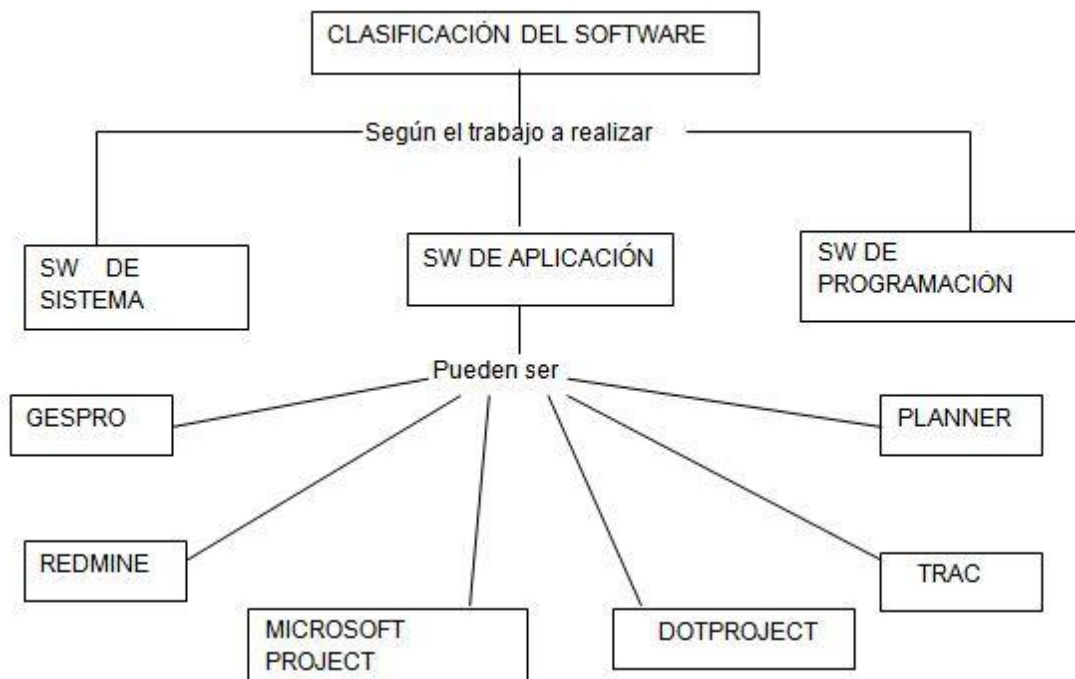 CLASIFICACIÓN DEL SOFTWARE
Según el trabajo a realizar
SW DE
SISTEMA
SW DE APLICACIÓN
SW DE
PROGRAMACIÓN
Pueden ser
GESPRO
PLANNER
REDMINE
TRAC
MICROSOFT
PROJECT
DOTPROJECT